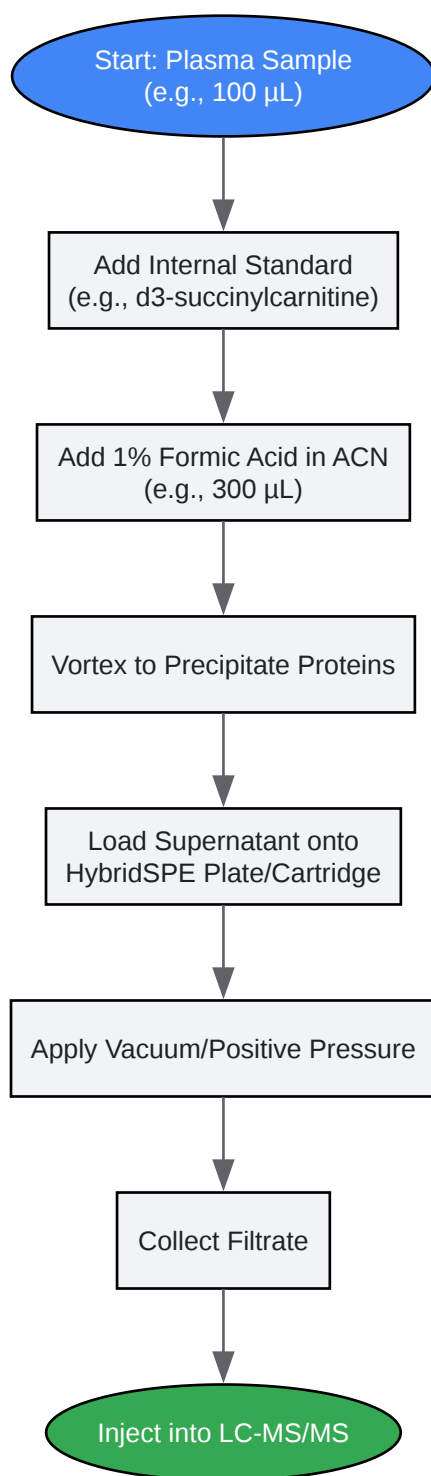 Start: Plasma Sample
(e.g., 100 µL)
Add Internal Standard
(e.g., d3-succinylcarnitine)
Add 1% Formic Acid in ACN
(e.g., 300 µL)
Vortex to Precipitate Proteins
Load Supernatant onto
HybridSPE Plate/Cartridge
Apply Vacuum/Positive Pressure
Collect Filtrate
Inject into LC-MS/MS